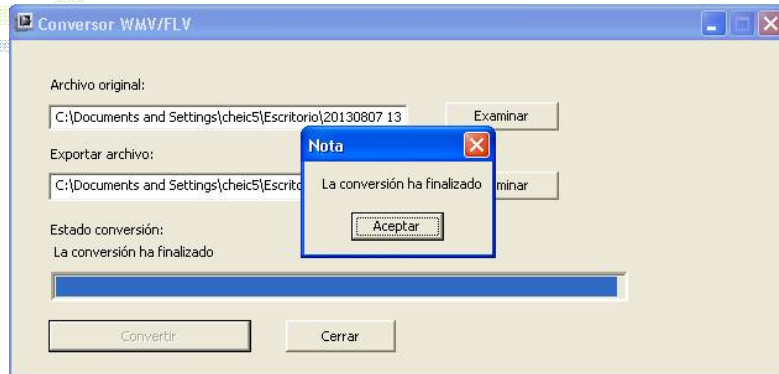 Conversor WMV/FLV
Archivo original:
C:\Documents and Settings\cheic5\Escritorio\20130807 13
Examinar
Exportar archivo:
C:\Documents and Settings\cheic5\Escrito
minar
Nota
La conversión ha finalizado
Aceptar
Estado conversión:
La conversión ha finalizado
Convertir
Cerrar